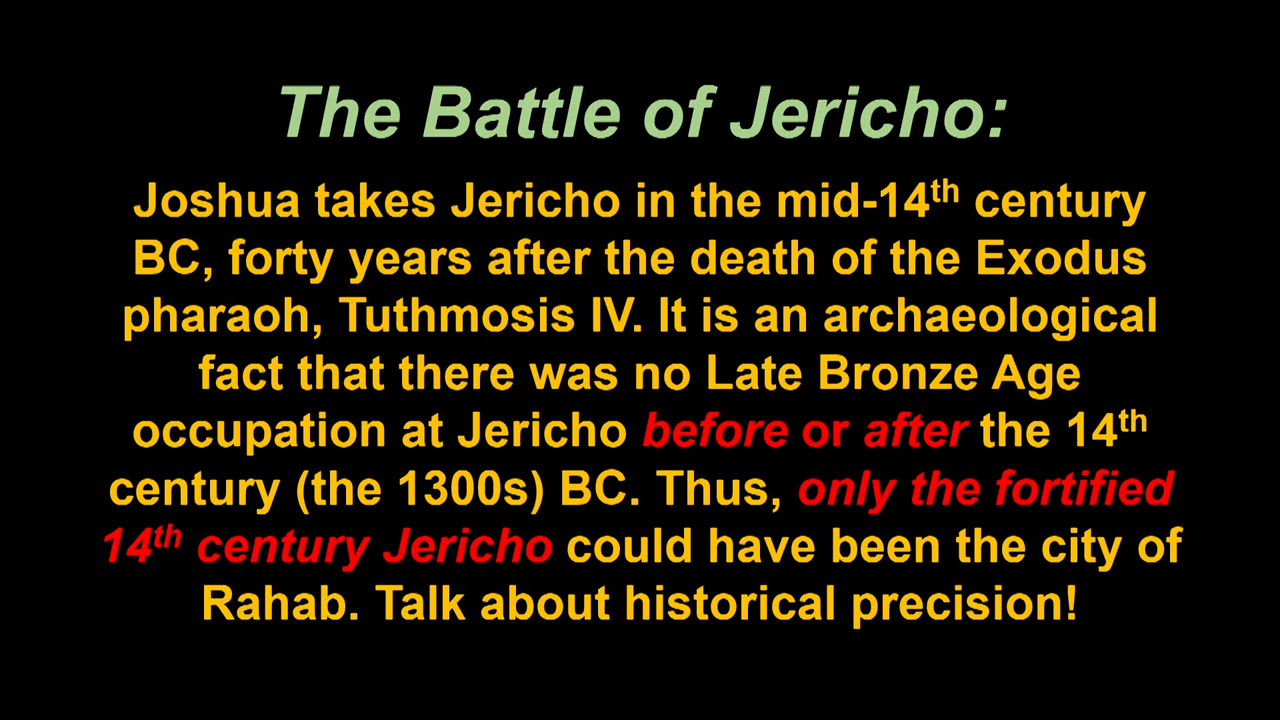 The Battle of Jericho:
Joshua takes Jericho in the mid-14th century
BC, forty years after the death of the Exodus
pharaoh, Tuthmosis IV. It is an archaeological
fact that there was no Late Bronze Age
occupation at Jericho before or after the 14th
century (the 1300s) BC. Thus, only the fortified
14th century Jericho could have been the city of
Rahab. Talk about historical precision!